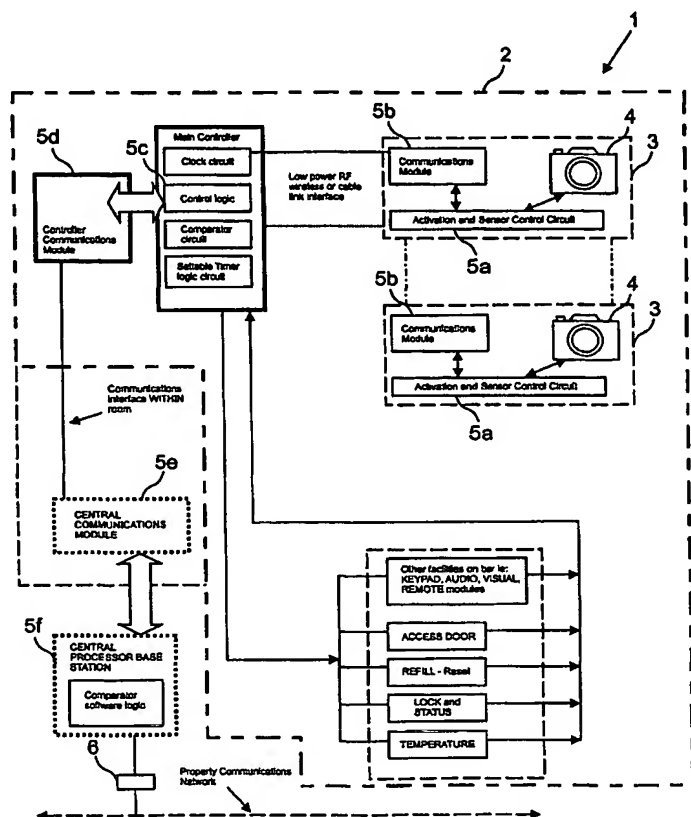 1
2
5d
5c
Main Controller
Clock circuit
Control logic
Comparator circuit
Settable Timer logic circuit
Controller Communications Module
Low power RF wireless or cable link interface
5b
Communications Module
4
3
Activation and Sensor Control Circuit
5a
5b
Communications Module
4
3
Activation and Sensor Control Circuit
5a
Communications interface WITHIN room
5e
CENTRAL COMMUNICATIONS MODULE
5f
CENTRAL PROCESSOR BASE STATION
Comparator software logic
6
Property Communications Network
Other facilities on bar ie: KEYPAD, AUDIO, VISUAL, REMOTE modules
ACCESS DOOR
REFILL - Reset
LOCK and STATUS
TEMPERATURE